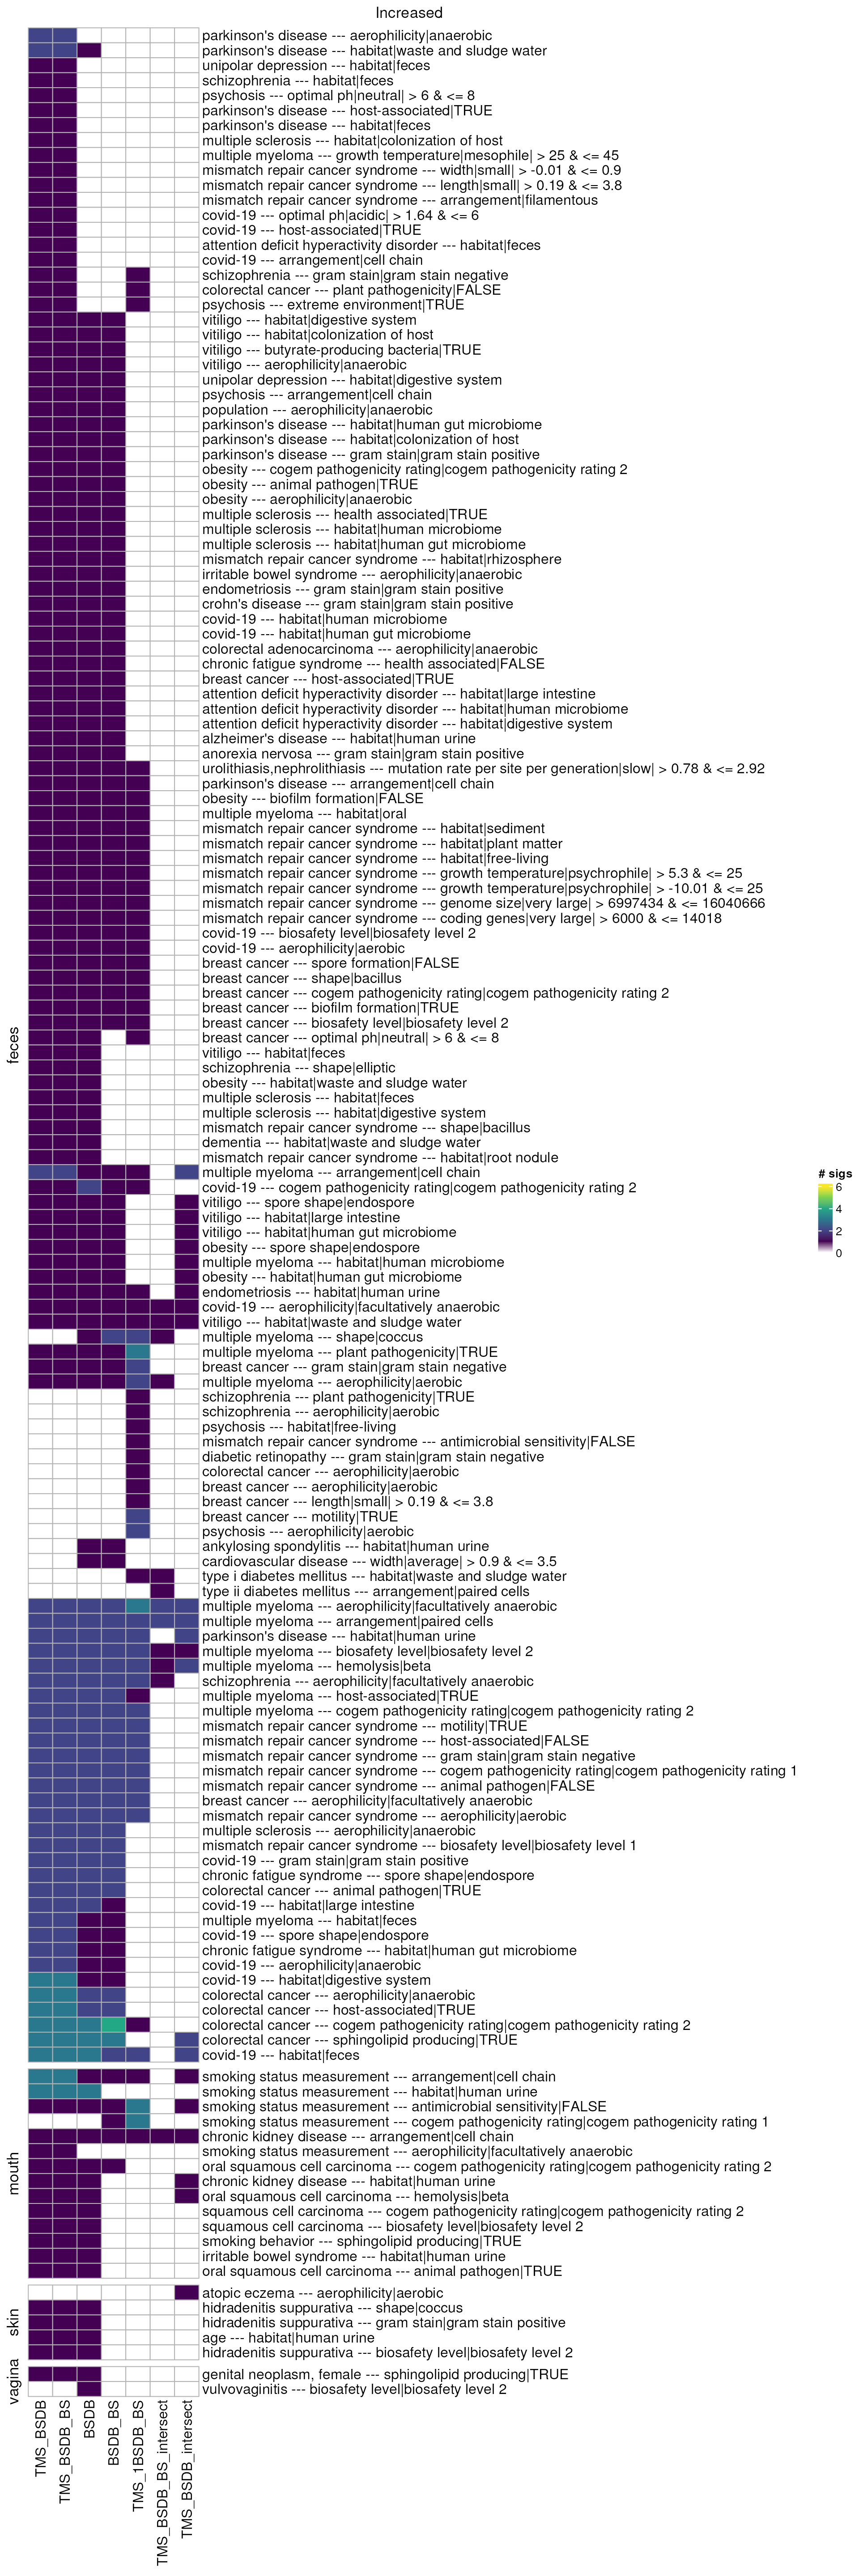 Increased
parkinson's disease --- aerophilicity|anaerobic
parkinson's disease --- habitat|waste and sludge water
unipolar depression --- habitat|feces
schizophrenia --- habitat|feces
psychosis --- optimal ph|neutral| > 6 & <= 8
parkinson's disease --- host-associated|TRUE
parkinson's disease --- habitat|feces
multiple sclerosis --- habitat|colonization of host
multiple myeloma --- growth temperature|mesophile| > 25 & <= 45
mismatch repair cancer syndrome --- width|small| > -0.01 & <= 0.9
mismatch repair cancer syndrome --- length|small| > 0.19 & <= 3.8
mismatch repair cancer syndrome --- arrangement|filamentous
covid-19 --- optimal ph|acidic| > 1.64 & <= 6
covid-19 --- host-associated|TRUE
attention deficit hyperactivity disorder --- habitat|feces
covid-19 --- arrangement|cell chain
schizophrenia --- gram stain|gram stain negative
colorectal cancer --- plant pathogenicity|FALSE
psychosis --- extreme environment|TRUE
vitiligo --- habitat|digestive system
vitiligo --- habitat|colonization of host
vitiligo --- butyrate-producing bacteria|TRUE
vitiligo --- aerophilicity|anaerobic
unipolar depression --- habitat|digestive system
psychosis --- arrangement|cell chain
population --- aerophilicity|anaerobic
parkinson's disease --- habitat|human gut microbiome
parkinson's disease --- habitat|colonization of host
parkinson's disease --- gram stain|gram stain positive
obesity --- cogem pathogenicity rating|cogem pathogenicity rating 2
obesity --- animal pathogen|TRUE
obesity --- aerophilicity|anaerobic
multiple sclerosis --- health associated|TRUE
multiple sclerosis --- habitat|human microbiome
multiple sclerosis --- habitat|human gut microbiome
mismatch repair cancer syndrome --- habitat|rhizosphere
irritable bowel syndrome --- aerophilicity|anaerobic
endometriosis --- gram stain|gram stain positive
crohn's disease --- gram stain|gram stain positive
covid-19 --- habitat|human microbiome
covid-19 --- habitat|human gut microbiome
colorectal adenocarcinoma --- aerophilicity|anaerobic
chronic fatigue syndrome --- health associated|FALSE
breast cancer --- host-associated|TRUE
attention deficit hyperactivity disorder --- habitat|large intestine
attention deficit hyperactivity disorder --- habitat|human microbiome
attention deficit hyperactivity disorder --- habitat|digestive system
alzheimer's disease --- habitat|human urine
anorexia nervosa --- gram stain|gram stain positive
urolithiasis,nephrolithiasis --- mutation rate per site per generation|slow| > 0.78 & <= 2.92
parkinson's disease --- arrangement|cell chain
obesity --- biofilm formation|FALSE
multiple myeloma --- habitat|oral
mismatch repair cancer syndrome --- habitat|sediment
mismatch repair cancer syndrome --- habitat|plant matter
mismatch repair cancer syndrome --- habitat|free-living
mismatch repair cancer syndrome --- growth temperature|psychrophile| > 5.3 & <= 25
mismatch repair cancer syndrome --- growth temperature|psychrophile| > -10.01 & <= 25
mismatch repair cancer syndrome --- genome size|very large| > 6997434 & <= 16040666
mismatch repair cancer syndrome --- coding genes|very large| > 6000 & <= 14018
covid-19 --- biosafety level|biosafety level 2
covid-19 --- aerophilicity|aerobic
breast cancer --- spore formation|FALSE
breast cancer --- shape|bacillus
breast cancer --- cogem pathogenicity rating|cogem pathogenicity rating 2
breast cancer --- biofilm formation|TRUE
breast cancer --- biosafety level|biosafety level 2
breast cancer --- optimal ph|neutral| > 6 & <= 8
vitiligo --- habitat|feces
schizophrenia --- shape|elliptic
obesity --- habitat|waste and sludge water
multiple sclerosis --- habitat|feces
multiple sclerosis --- habitat|digestive system
mismatch repair cancer syndrome --- shape|bacillus
dementia --- habitat|waste and sludge water
mismatch repair cancer syndrome --- habitat|root nodule
multiple myeloma --- arrangement|cell chain
covid-19 --- cogem pathogenicity rating|cogem pathogenicity rating 2
vitiligo --- spore shape|endospore
vitiligo --- habitat|large intestine
vitiligo --- habitat|human gut microbiome
obesity --- spore shape|endospore
multiple myeloma --- habitat|human microbiome
obesity --- habitat|human gut microbiome
endometriosis --- habitat|human urine
covid-19 --- aerophilicity|facultatively anaerobic
vitiligo --- habitat|waste and sludge water
multiple myeloma --- shape|coccus
multiple myeloma --- plant pathogenicity|TRUE
breast cancer --- gram stain|gram stain negative
multiple myeloma --- aerophilicity|aerobic
schizophrenia --- plant pathogenicity|TRUE
schizophrenia --- aerophilicity|aerobic
psychosis --- habitat|free-living
mismatch repair cancer syndrome --- antimicrobial sensitivity|FALSE
diabetic retinopathy --- gram stain|gram stain negative
colorectal cancer --- aerophilicity|aerobic
breast cancer --- aerophilicity|aerobic
breast cancer --- length|small| > 0.19 & <= 3.8
breast cancer --- motility|TRUE
psychosis --- aerophilicity|aerobic
ankylosing spondylitis --- habitat|human urine
cardiovascular disease --- width|average| > 0.9 & <= 3.5
type i diabetes mellitus --- habitat|waste and sludge water
type ii diabetes mellitus --- arrangement|paired cells
multiple myeloma --- aerophilicity|facultatively anaerobic
multiple myeloma --- arrangement|paired cells
parkinson's disease --- habitat|human urine
multiple myeloma --- biosafety level|biosafety level 2
multiple myeloma --- hemolysis|beta
schizophrenia --- aerophilicity|facultatively anaerobic
multiple myeloma --- host-associated|TRUE
multiple myeloma --- cogem pathogenicity rating|cogem pathogenicity rating 2
mismatch repair cancer syndrome --- motility|TRUE
mismatch repair cancer syndrome --- host-associated|FALSE
mismatch repair cancer syndrome --- gram stain|gram stain negative
mismatch repair cancer syndrome --- cogem pathogenicity rating|cogem pathogenicity rating 1
mismatch repair cancer syndrome --- animal pathogen|FALSE
breast cancer --- aerophilicity|facultatively anaerobic
mismatch repair cancer syndrome --- aerophilicity|aerobic
multiple sclerosis --- aerophilicity|anaerobic
mismatch repair cancer syndrome --- biosafety level|biosafety level 1
covid-19 --- gram stain|gram stain positive
chronic fatigue syndrome --- spore shape|endospore
colorectal cancer --- animal pathogen|TRUE
covid-19 --- habitat|large intestine
multiple myeloma --- habitat|feces
covid-19 --- spore shape|endospore
chronic fatigue syndrome --- habitat|human gut microbiome
covid-19 --- aerophilicity|anaerobic
covid-19 --- habitat|digestive system
colorectal cancer --- aerophilicity|anaerobic
colorectal cancer --- host-associated|TRUE
colorectal cancer --- cogem pathogenicity rating|cogem pathogenicity rating 2
colorectal cancer --- sphingolipid producing|TRUE
covid-19 --- habitat|feces
feces
smoking status measurement --- arrangement|cell chain
smoking status measurement --- habitat|human urine
smoking status measurement --- antimicrobial sensitivity|FALSE
smoking status measurement --- cogem pathogenicity rating|cogem pathogenicity rating 1
chronic kidney disease --- arrangement|cell chain
smoking status measurement --- aerophilicity|facultatively anaerobic
oral squamous cell carcinoma --- cogem pathogenicity rating|cogem pathogenicity rating 2
chronic kidney disease --- habitat|human urine
oral squamous cell carcinoma --- hemolysis|beta
squamous cell carcinoma --- cogem pathogenicity rating|cogem pathogenicity rating 2
squamous cell carcinoma --- biosafety level|biosafety level 2
smoking behavior --- sphingolipid producing|TRUE
irritable bowel syndrome --- habitat|human urine
oral squamous cell carcinoma --- animal pathogen|TRUE
mouth
atopic eczema --- aerophilicity|aerobic
hidradenitis suppurativa --- shape|coccus
hidradenitis suppurativa --- gram stain|gram stain positive
age --- habitat|human urine
hidradenitis suppurativa --- biosafety level|biosafety level 2
skin
genital neoplasm, female --- sphingolipid producing|TRUE
vulvovaginitis --- biosafety level|biosafety level 2
vagina
TMS_BSDB
TMS_BSDB_BS
BSDB
BSDB_BS
TMS_1BSDB_BS
TMS_BSDB_BS_intersect
TMS_BSDB_intersect
# sigs
6
4
2
0